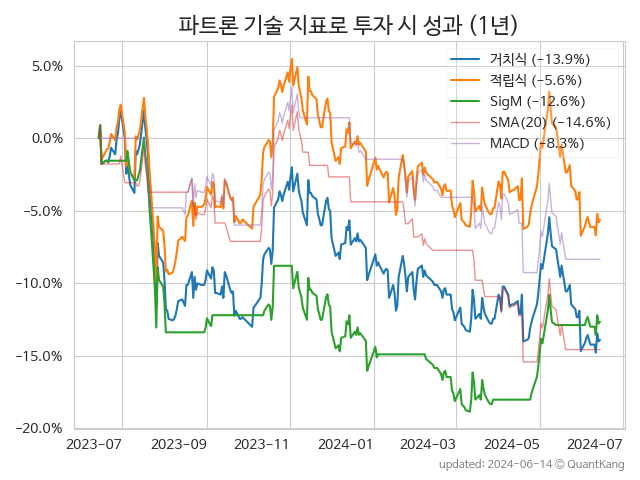 파트론 기술 지표로 투자 시 성과 (1년)
거치식 (−13.9%)
적립식 (−5.6%)
SigM (−12.6%)
SMA(20) (−14.6%)
MACD (−8.3%)
5.0%
0.0%
−5.0%
−10.0%
−15.0%
−20.0%
2023-07 2023-09 2023-11 2024-01 2024-03 2024-05 2024-07
updated: 2024-06-14 © QuantKang